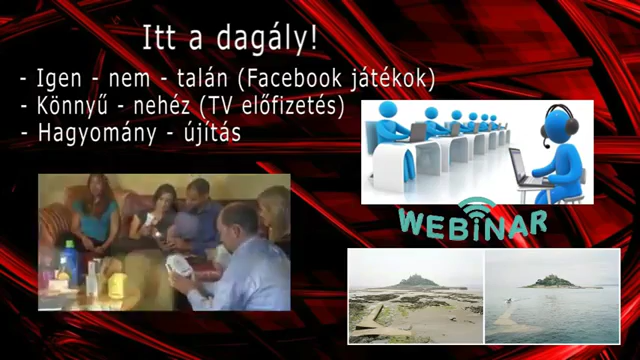 Itt a dagály!
- Igen - nem - talán (Facebook játékok)
- Könnyű - nehéz (TV előfizetés)
- Hagyomány - újítás
WEBiNAR